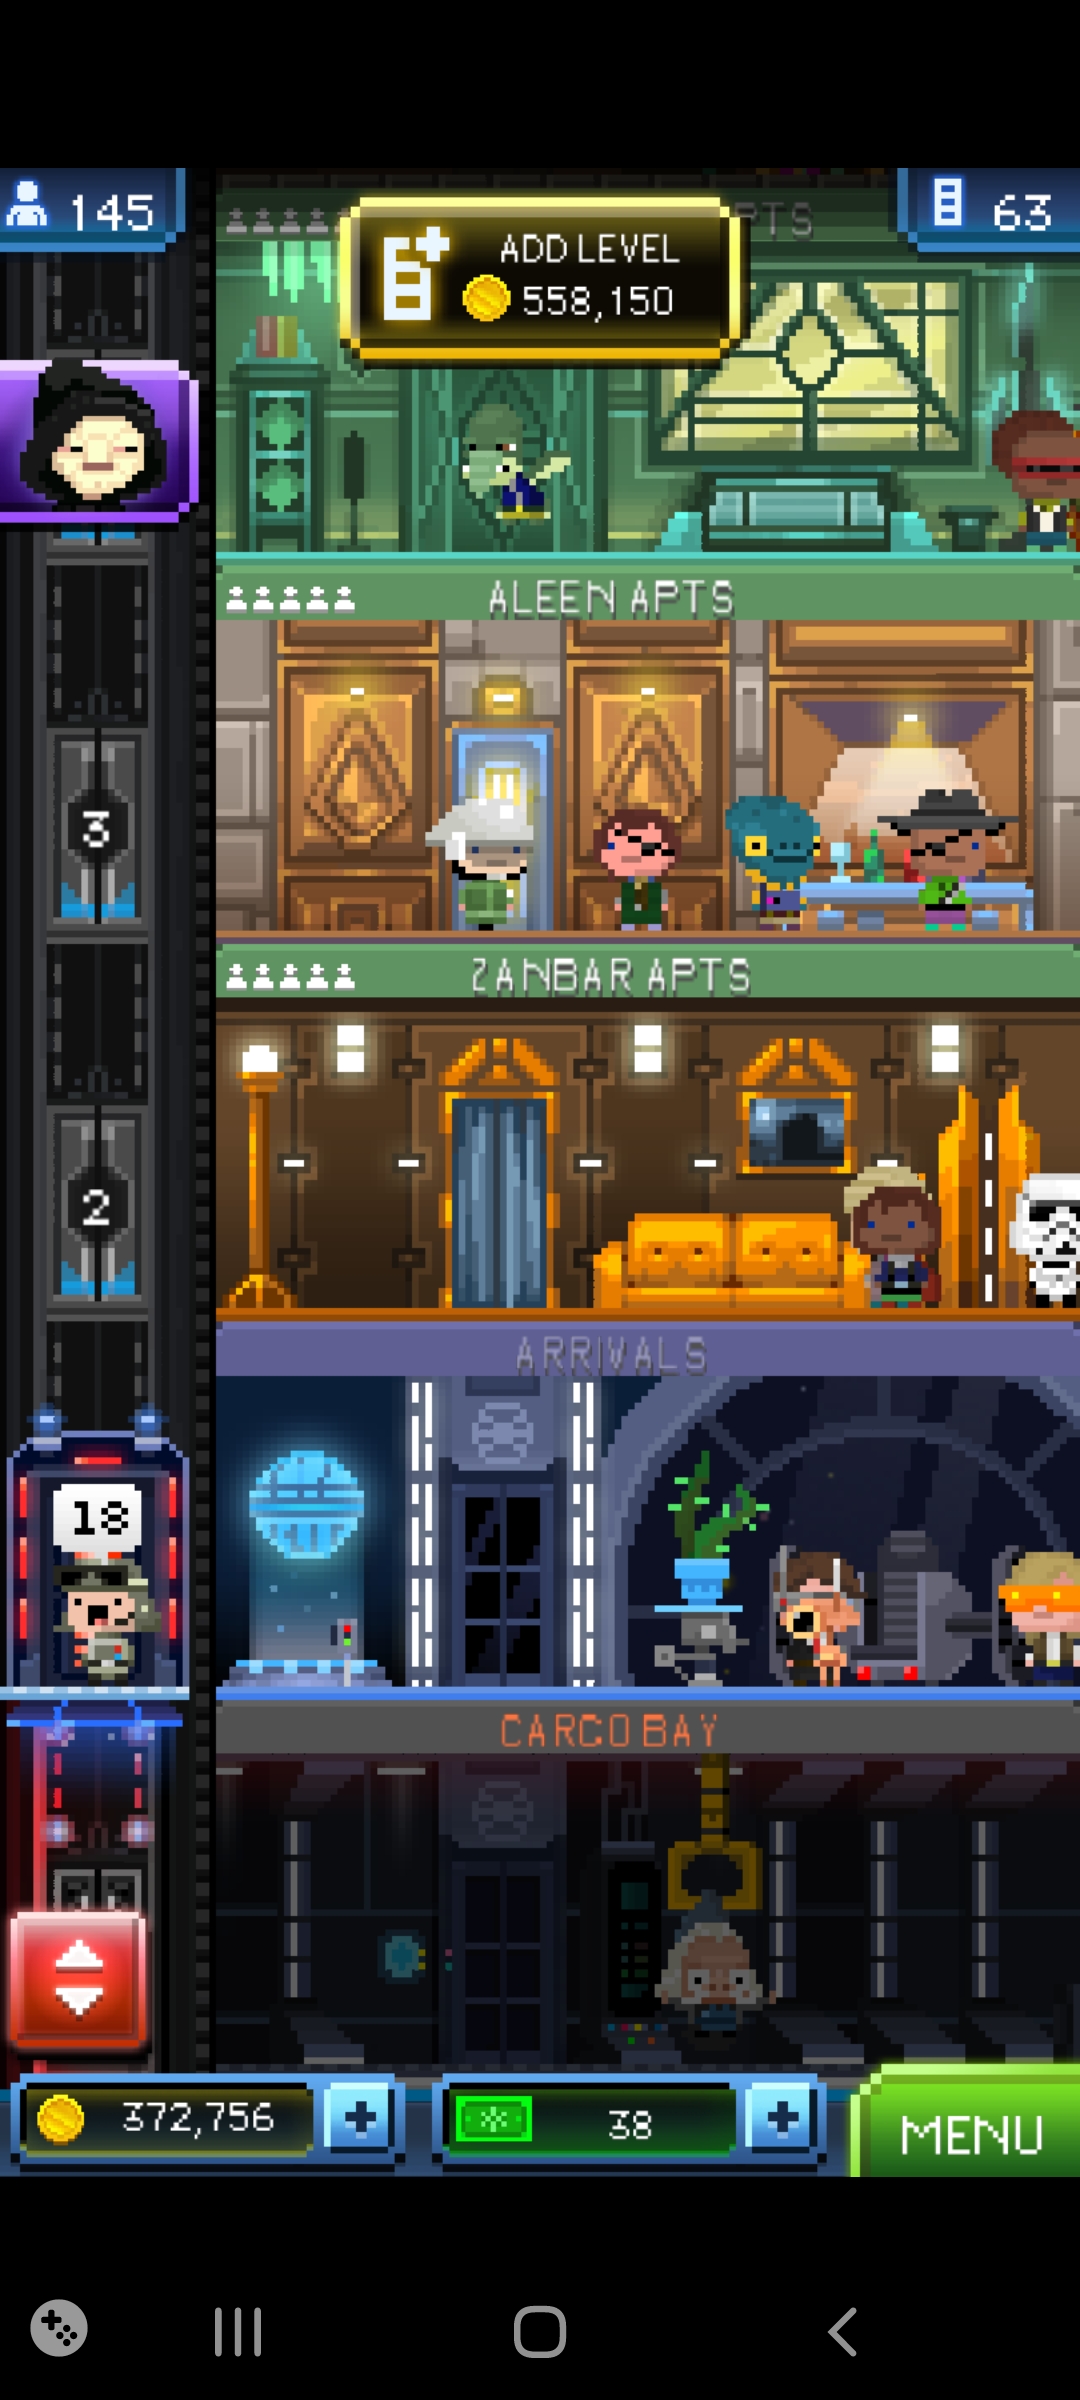 145
ADD LEVEL
558,150
PTS
63
ALEEN APTS
3
ZANBAR APTS
2
ARRIVALS
18
CARGO BAY
372,756
38
MENU